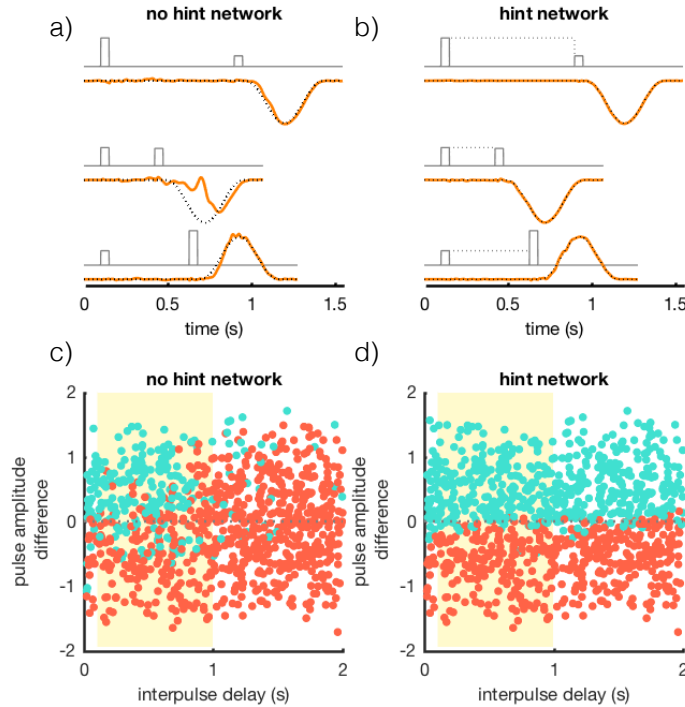 a)
no hint network
b)
hint network
0 0.5 1 1.5
time (s)
0 0.5 1 1.5
time (s)
c)
no hint network
d)
hint network
pulse amplitude
difference
2
1
0
-1
-2
0 1 2
interpulse delay (s)
pulse amplitude
difference
2
1
0
-1
-2
0 1 2
interpulse delay (s)